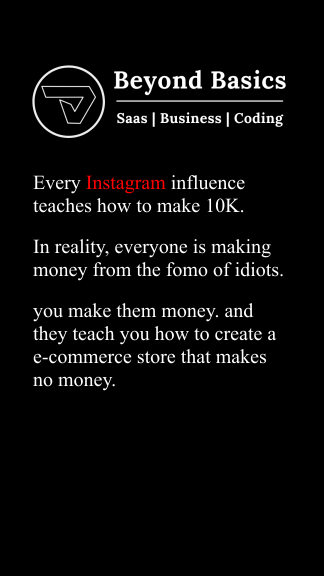 Beyond Basics
Saas | Business | Coding
Every Instagram influence
teaches how to make 10K.
In reality, everyone is making
money from the fomo of idiots.
you make them money. and
they teach you how to create a
e-commerce store that makes
no money.